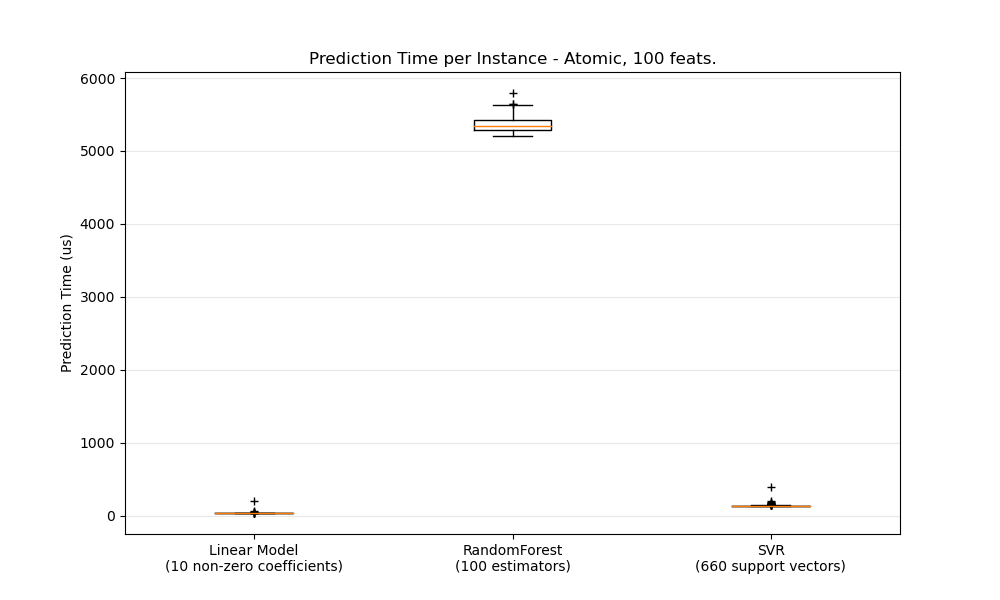 Prediction Time per Instance - Atomic, 100 feats.
Prediction Time (us)
6000
5000
4000
3000
2000
1000
0
Linear Model
(10 non-zero coefficients)
RandomForest
(100 estimators)
SVR
(660 support vectors)